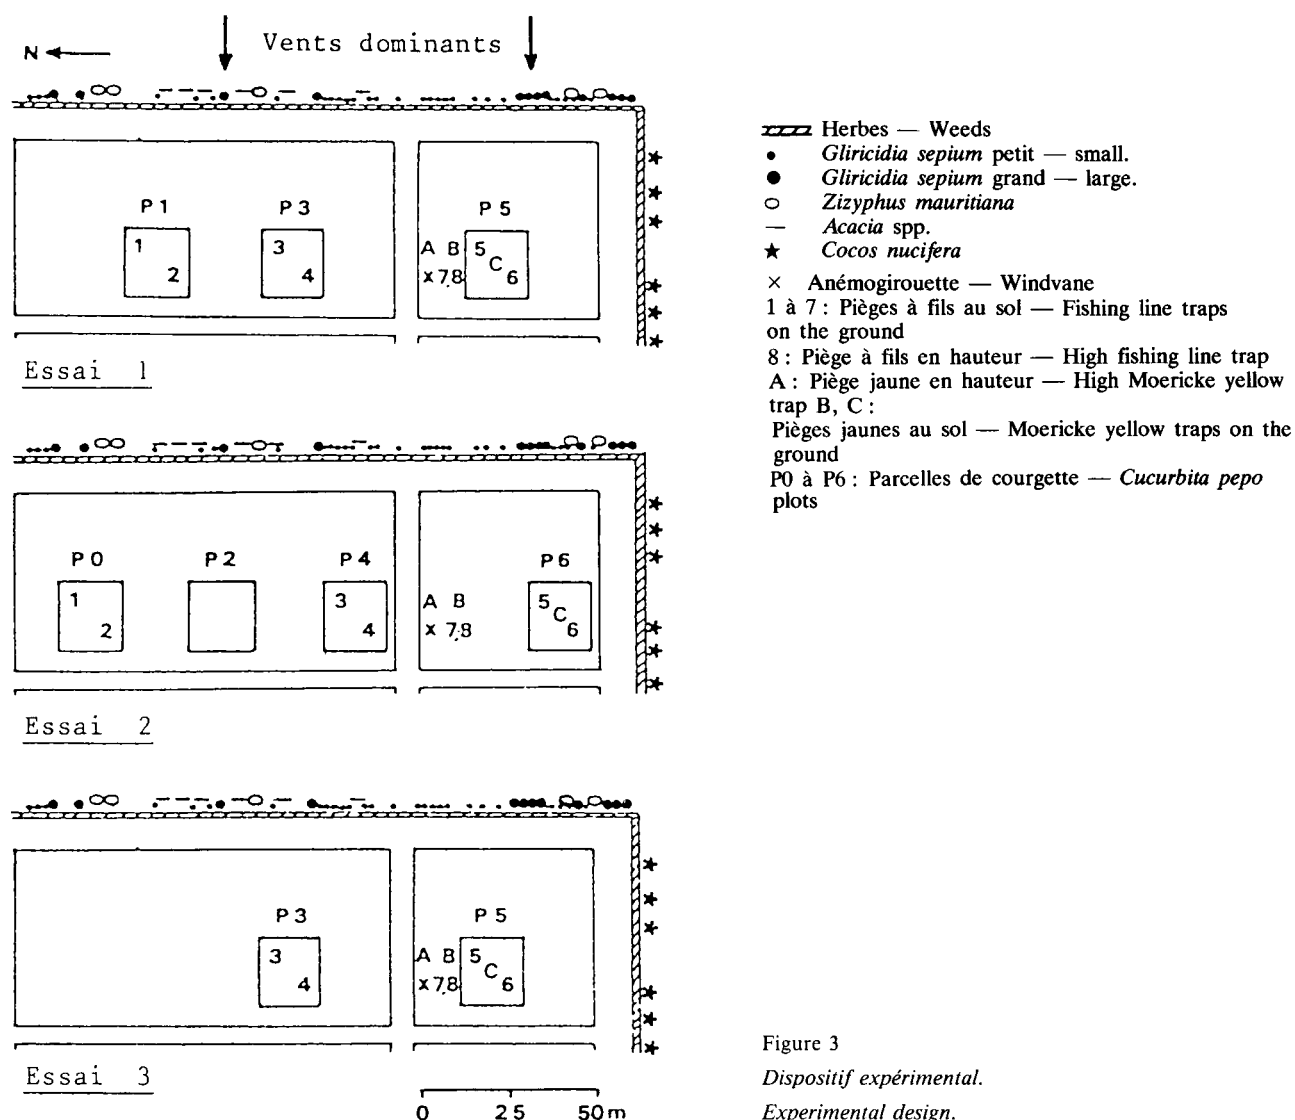 Vents dominants
N
P 1
P 3
P 5
1
2
3
4
A B
x 7.8
5
C
6
Essai 1
P 0
P 2
P 4
P 6
1
2
3
4
A B
x 7.8
5
C
6
Essai 2
P 3
P 5
3
4
A B
x 7.8
5
C
6
Essai 3
0 25 50 m
Herbes — Weeds
Gliricidia sepium petit — small.
Gliricidia sepium grand — large.
Zizyphus mauritiana
Acacia spp.
Cocos nucifera
× Anémogirouette — Windvane
1 à 7 : Pièges à fils au sol — Fishing line traps
on the ground
8 : Piège à fils en hauteur — High fishing line trap
A : Piège jaune en hauteur — High Moericke yellow
trap B, C :
Pièges jaunes au sol — Moericke yellow traps on the
ground
P0 à P6 : Parcelles de courgette — Cucurbita pepo
plots
Figure 3
Dispositif expérimental.
Experimental design.